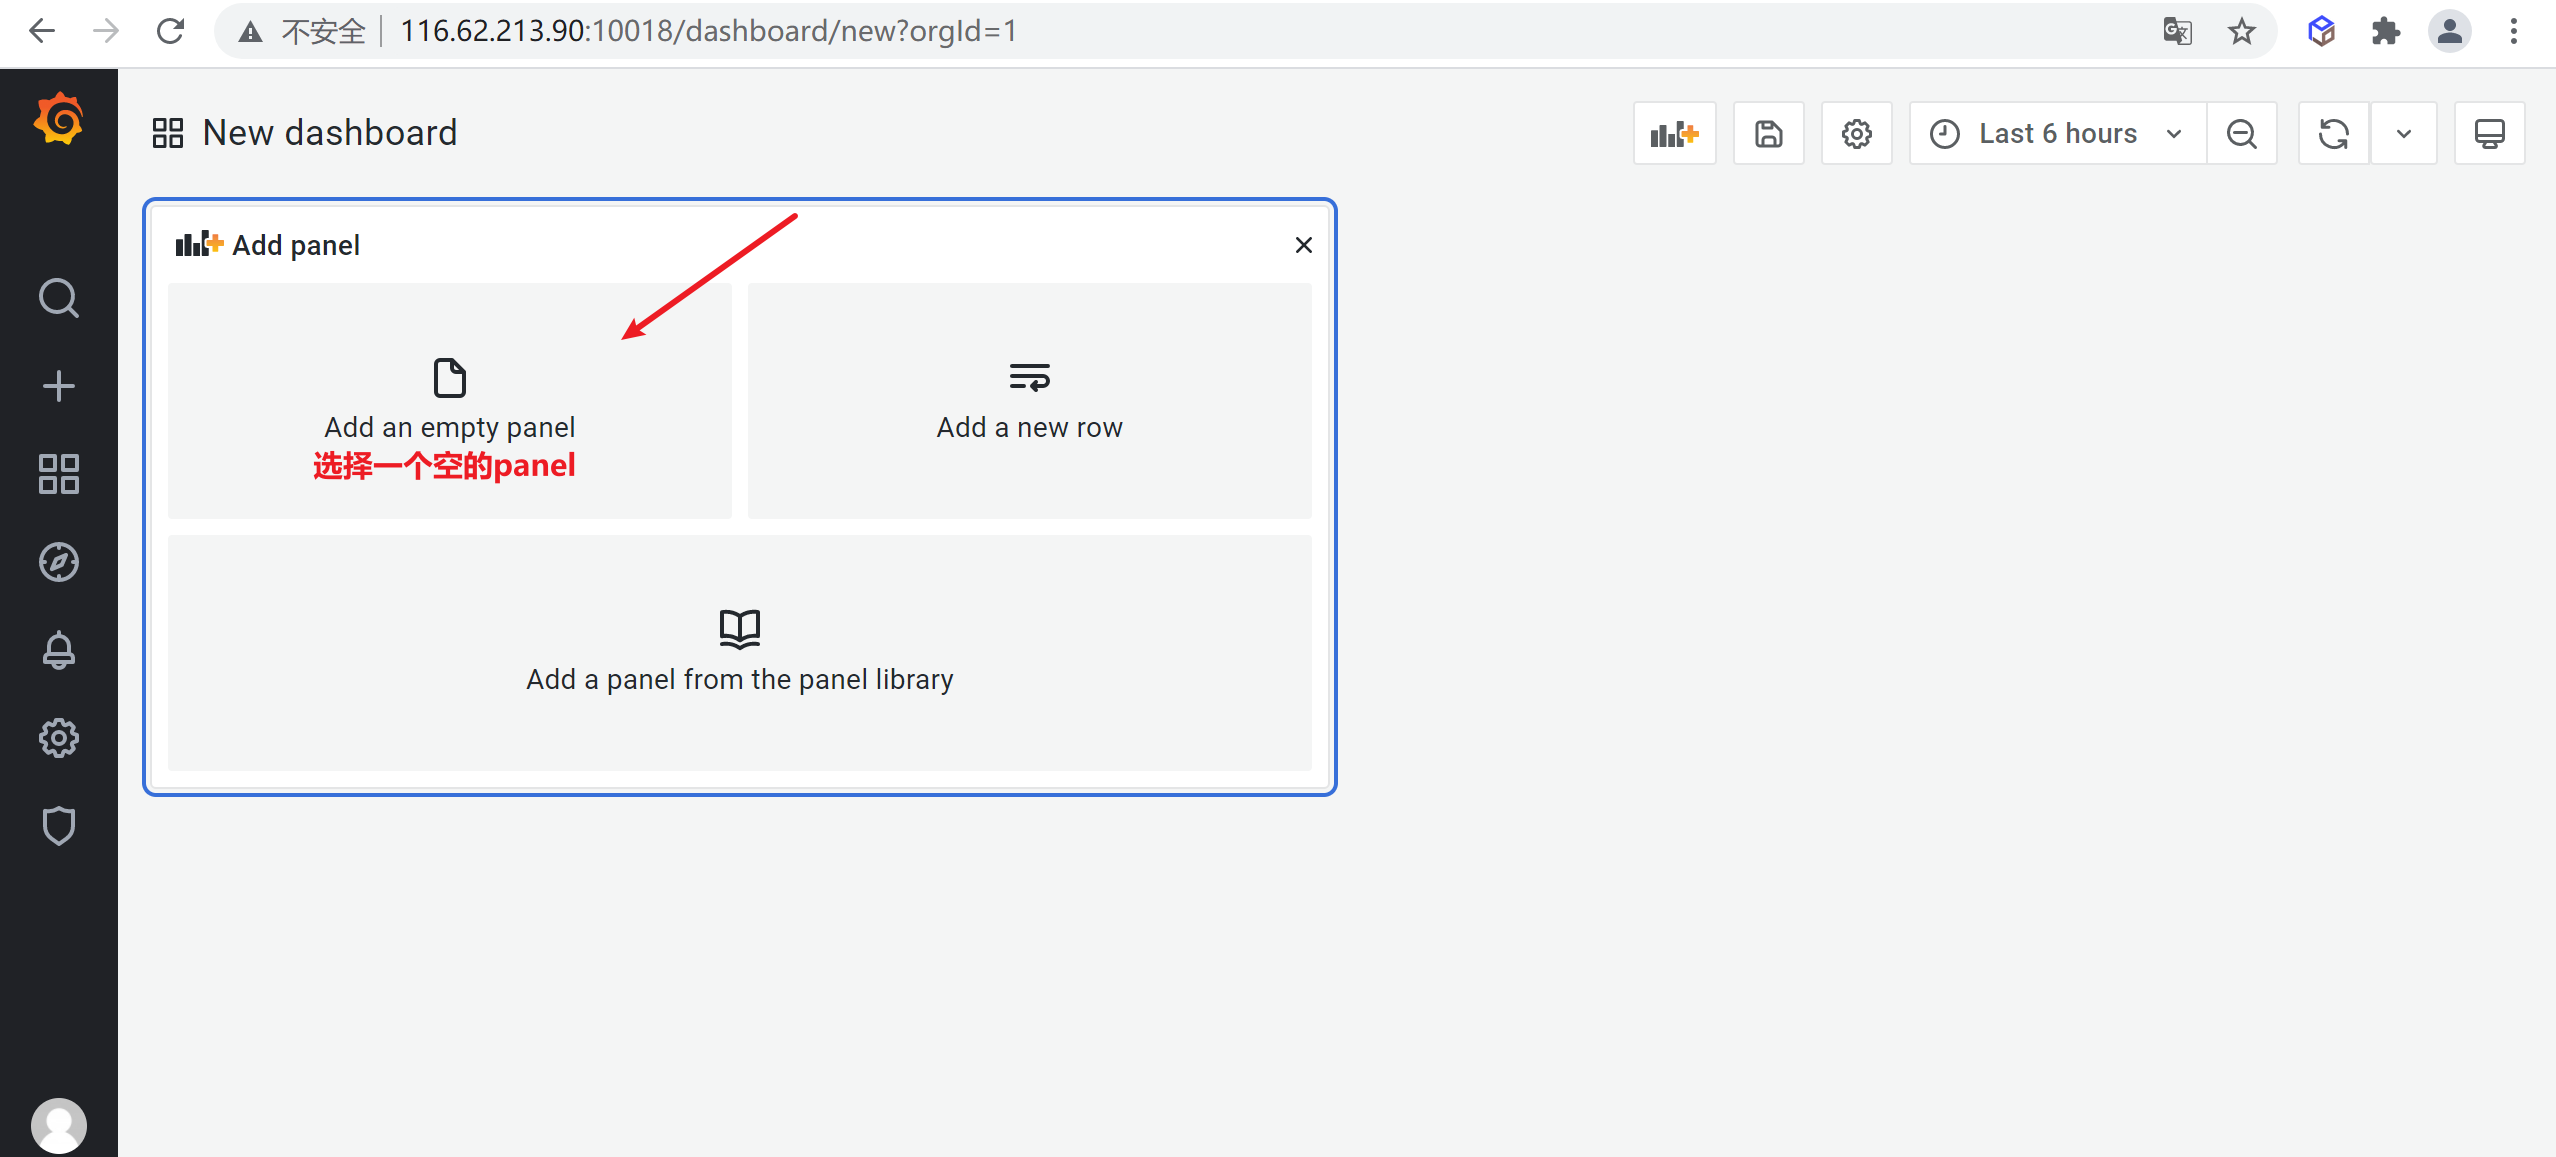 不安全 | 116.62.213.90:10018/dashboard/new?orgId=1
New dashboard
Last 6 hours
Add panel
Add an empty panel
选择一个空的panel
Add a new row
Add a panel from the panel library